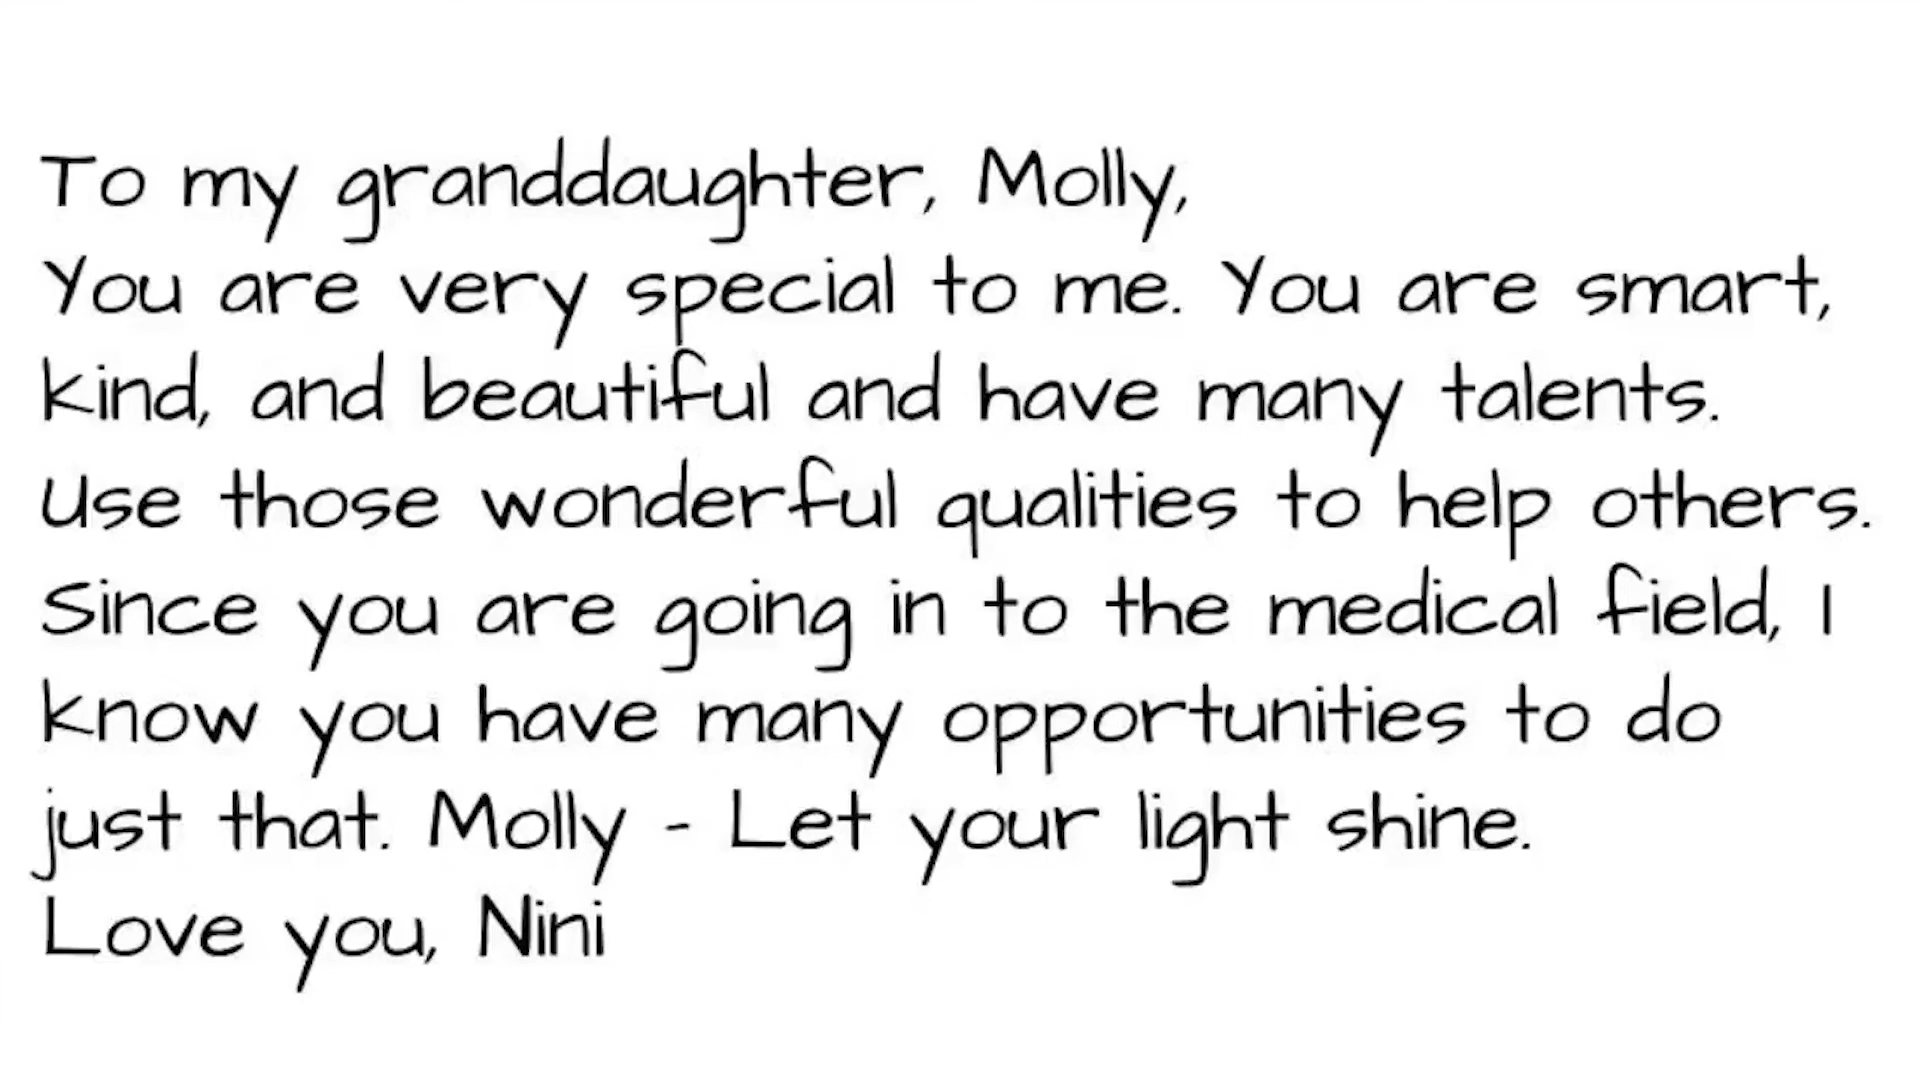 To my granddaughter, Molly,
You are very special to me. You are smart,
kind, and beautiful and have many talents.
Use those wonderful qualities to help others.
Since you are going in to the medical field, I
know you have many opportunities to do
just that. Molly - Let your light shine.
Love you, Nini